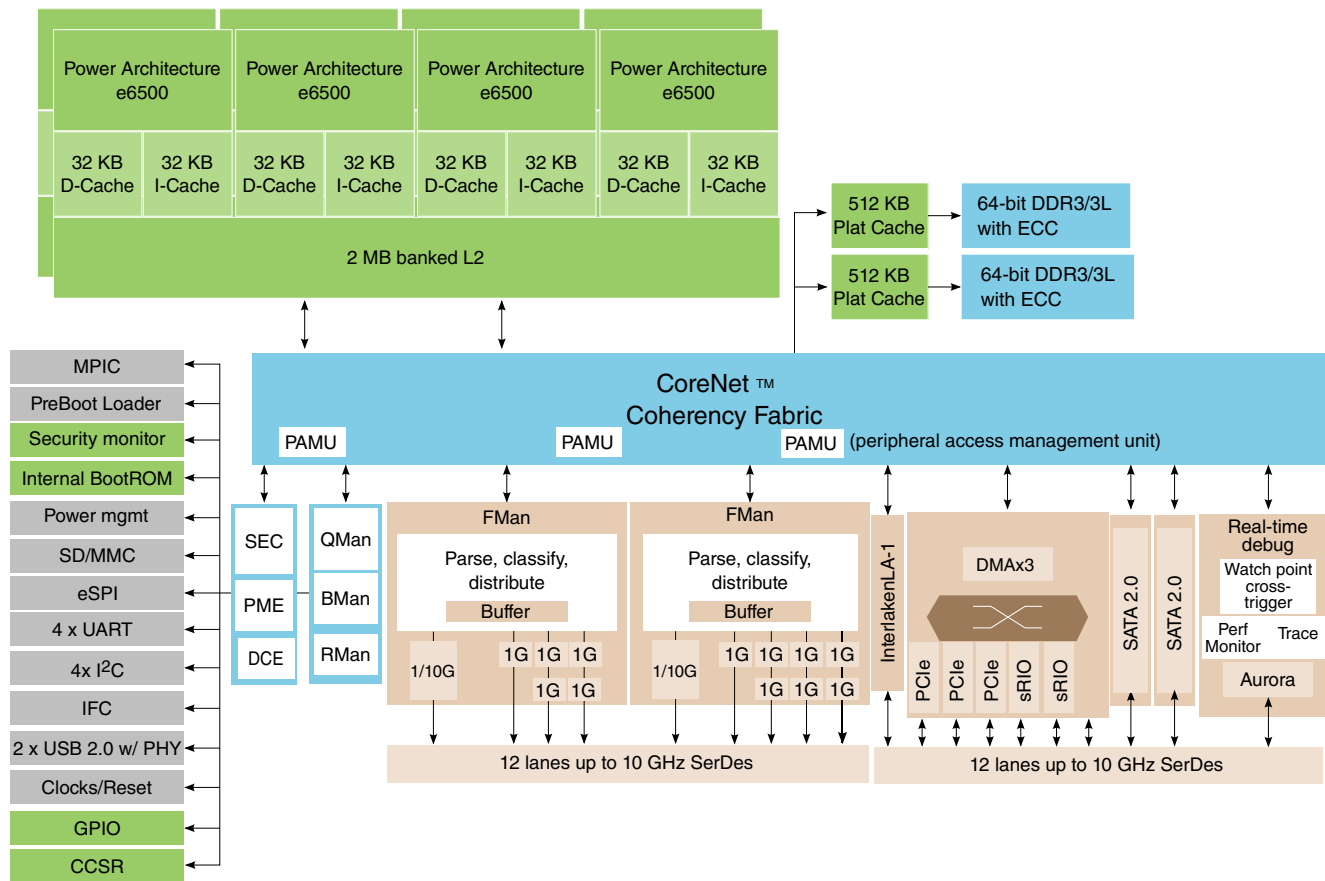 Power Architecture
e6500
Power Architecture
e6500
Power Architecture
e6500
Power Architecture
e6500
32 KB
D-Cache
32 KB
I-Cache
32 KB
D-Cache
32 KB
I-Cache
32 KB
D-Cache
32 KB
I-Cache
32 KB
D-Cache
32 KB
I-Cache
2 MB banked L2
512 KB
Plat Cache
64-bit DDR3/3L
with ECC
512 KB
Plat Cache
64-bit DDR3/3L
with ECC
MPIC
PreBoot Loader
Security monitor
Internal BootROM
Power mgmt
SD/MMC
eSPI
4 x UART
4x I²C
IFC
2 x USB 2.0 w/ PHY
Clocks/Reset
GPIO
CCSR
CoreNet TM
Coherency Fabric
PAMU
PAMU
PAMU (peripheral access management unit)
SEC
PME
DCE
QMan
BMan
RMan
FMan
Parse, classify,
distribute
Buffer
1/10G
1G 1G 1G
1G 1G
FMan
Parse, classify,
distribute
Buffer
1/10G
1G 1G 1G 1G
1G 1G 1G
InterlakenLA-1
DMAx3
PCIe
PCIe
PCIe
sRIO
sRIO
SATA 2.0
SATA 2.0
Real-time
debug
Watch point
cross-
trigger
Perf
Monitor
Trace
Aurora
12 lanes up to 10 GHz SerDes
12 lanes up to 10 GHz SerDes